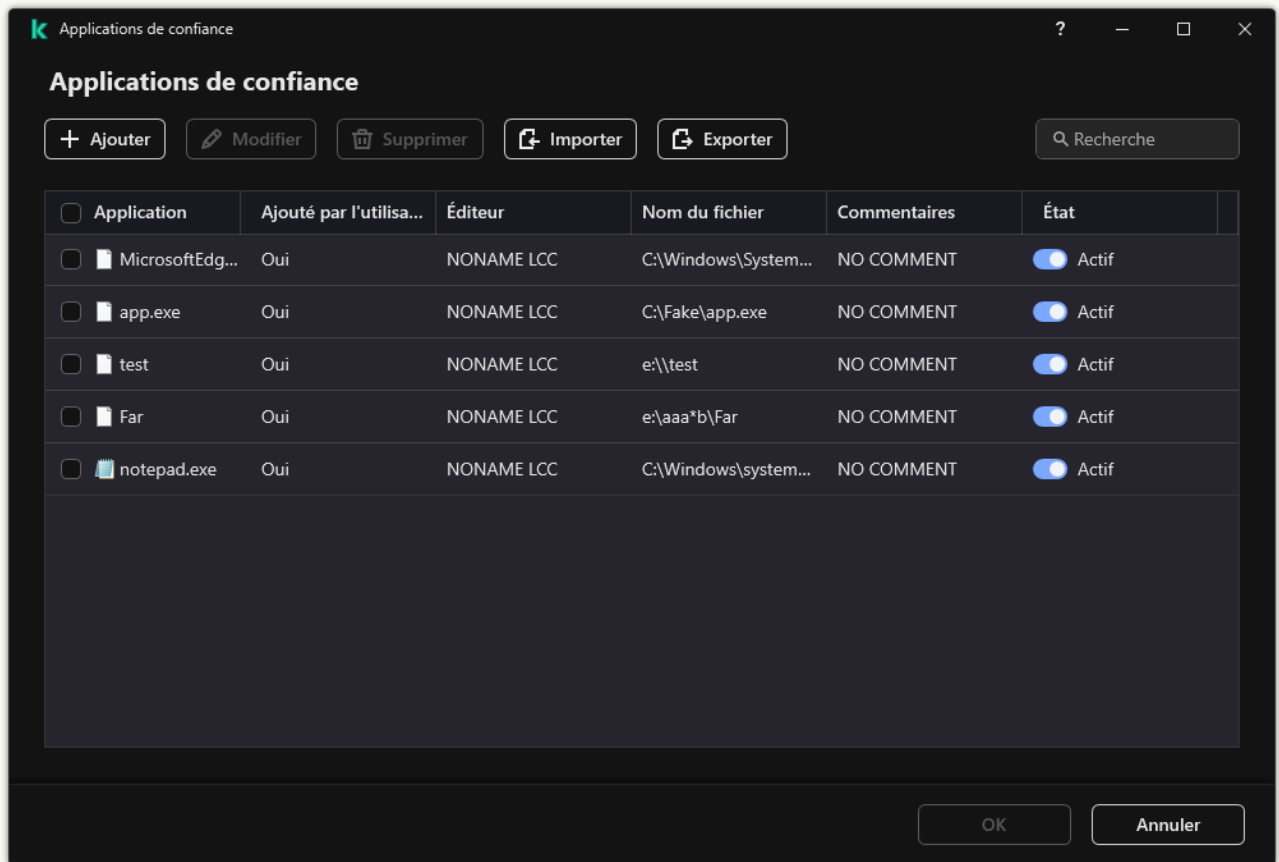 Applications de confiance
?
Applications de confiance
Ajouter Modifier Supprimer Importer Exporter Recherche
Application Ajouté par l'utilisa... Éditeur Nom du fichier Commentaires État
MicrosoftEdg... Oui NONAME LCC C:\Windows\System... NO COMMENT Actif
app.exe Oui NONAME LCC C:\Fake\app.exe NO COMMENT Actif
test Oui NONAME LCC e:\\test NO COMMENT Actif
Far Oui NONAME LCC e:\aaa*b\Far NO COMMENT Actif
notepad.exe Oui NONAME LCC C:\Windows\system... NO COMMENT Actif
OK Annuler